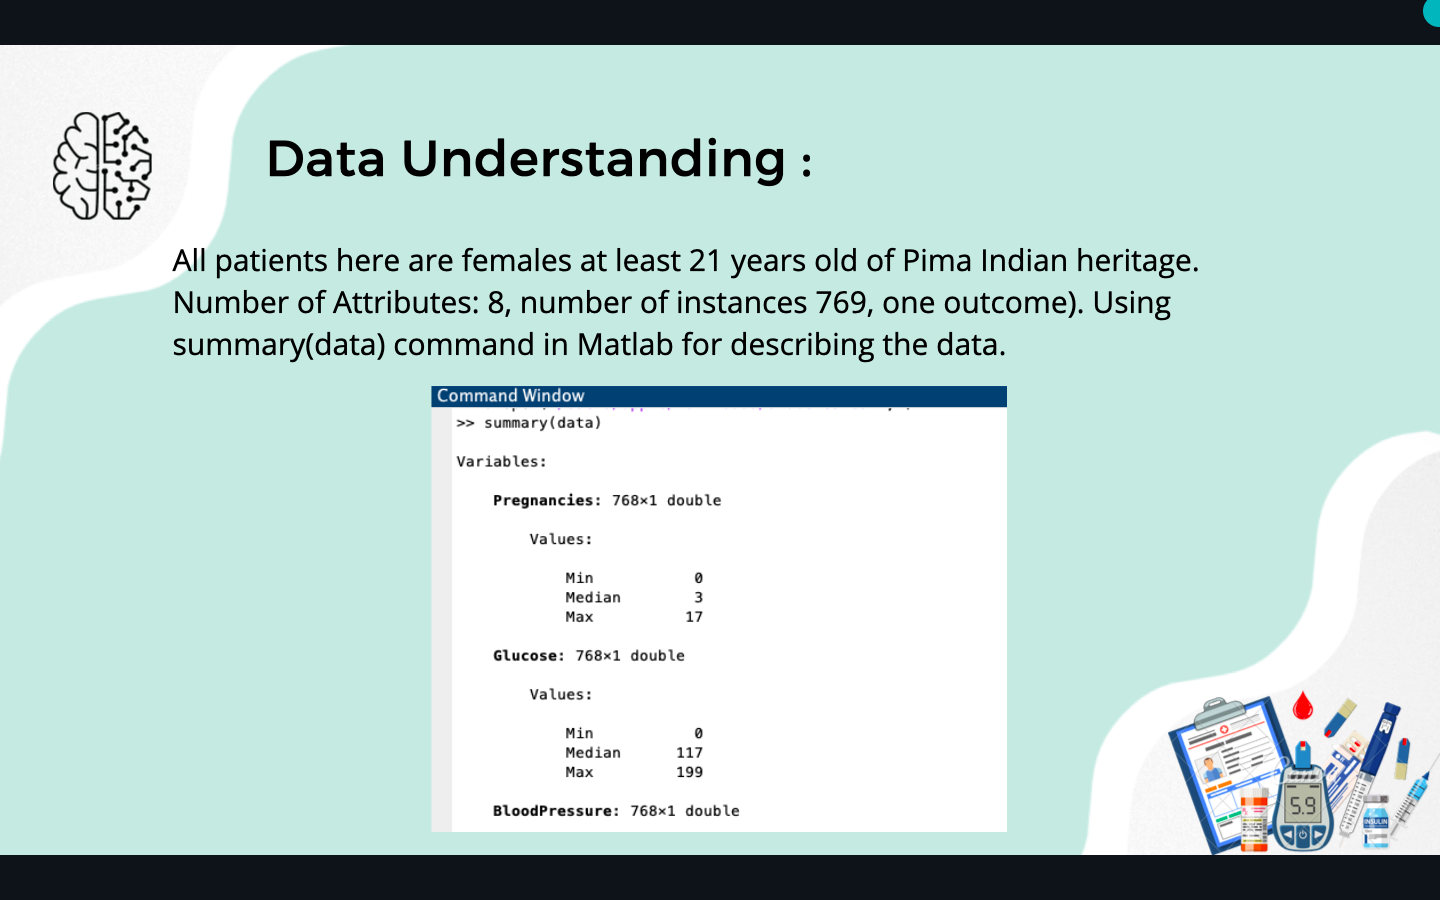 Data Understanding :
All patients here are females at least 21 years old of Pima Indian heritage.
Number of Attributes: 8, number of instances 769, one outcome). Using
summary(data) command in Matlab for describing the data.
Command Window
>> summary(data)
Variables:
Pregnancies: 768×1 double
Values:
Min 0
Median 3
Max 17
Glucose: 768×1 double
Values:
Min 0
Median 117
Max 199
BloodPressure: 768×1 double
5.9
INSULIN